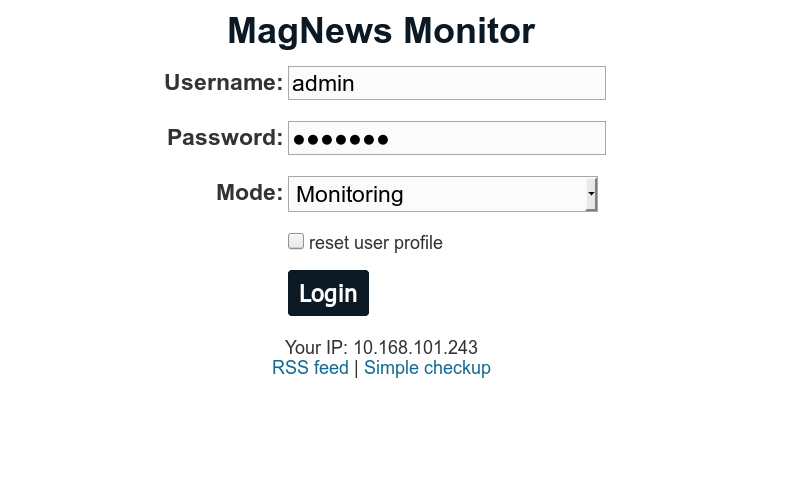 MagNews Monitor
Username: admin
Password: •••••••
Mode: Monitoring
reset user profile
Login
Your IP: 10.168.101.243
RSS feed | Simple checkup